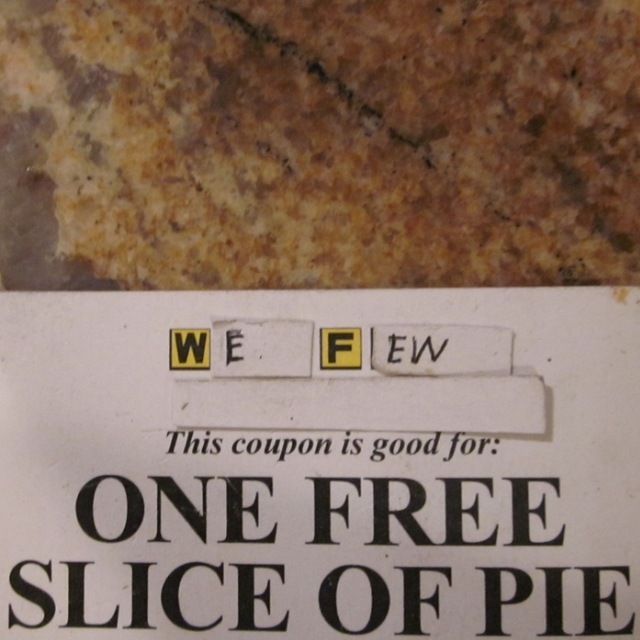 WE FEW
This coupon is good for:
ONE FREE
SLICE OF PIE